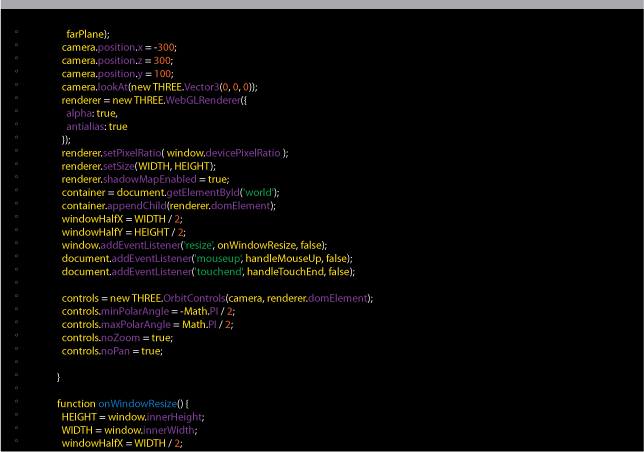 farPlane);
camera.position.x = -300;
camera.position.z = 300;
camera.position.y = 100;
camera.lookAt(new THREE.Vector3(0, 0, 0));
renderer = new THREE.WebGLRenderer({
alpha: true,
antialias: true
});
renderer.setPixelRatio( window.devicePixelRatio );
renderer.setSize(WIDTH, HEIGHT);
renderer.shadowMapEnabled = true;
container = document.getElementById('world');
container.appendChild(renderer.domElement);
windowHalfX = WIDTH / 2;
windowHalfY = HEIGHT / 2;
window.addEventListener('resize', onWindowResize, false);
document.addEventListener('mouseup', handleMouseUp, false);
document.addEventListener('touchend', handleTouchEnd, false);
controls = new THREE.OrbitControls(camera, renderer.domElement);
controls.minPolarAngle = -Math.PI / 2;
controls.maxPolarAngle = Math.PI / 2;
controls.noZoom = true;
controls.noPan = true;
}
function onWindowResize() {
HEIGHT = window.innerHeight;
WIDTH = window.innerWidth;
windowHalfX = WIDTH / 2;